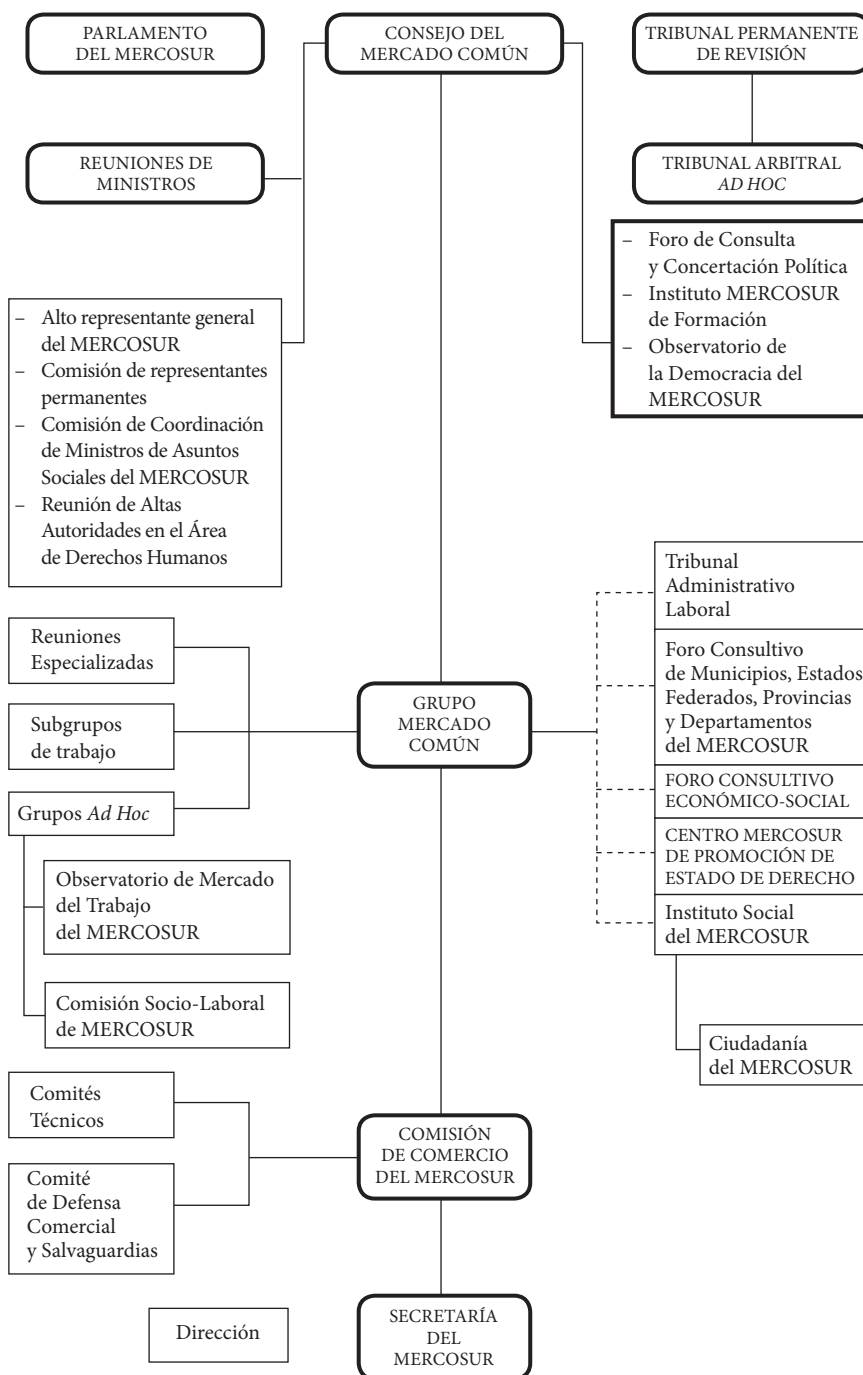 PARLAMENTO
DEL MERCOSUR
CONSEJO DEL
MERCADO COMÚN
TRIBUNAL PERMANENTE
DE REVISIÓN
REUNIONES DE
MINISTROS
TRIBUNAL ARBITRAL
AD HOC
– Foro de Consulta
y Concertación Política
– Instituto MERCOSUR
de Formación
– Observatorio de
la Democracia del
MERCOSUR
– Alto representante general
del MERCOSUR
– Comisión de representantes
permanentes
– Comisión de Coordinación
de Ministros de Asuntos
Sociales del MERCOSUR
– Reunión de Altas
Autoridades en el Área
de Derechos Humanos
Tribunal
Administrativo
Laboral
Foro Consultivo
de Municipios, Estados
Federados, Provincias
y Departamentos
del MERCOSUR
FORO CONSULTIVO
ECONÓMICO-SOCIAL
CENTRO MERCOSUR
DE PROMOCIÓN DE
ESTADO DE DERECHO
Instituto Social
del MERCOSUR
Ciudadanía
del MERCOSUR
Reuniones
Especializadas
Subgrupos
de trabajo
Grupos Ad Hoc
GRUPO
MERCADO
COMÚN
Observatorio de Mercado
del Trabajo
del MERCOSUR
Comisión Socio-Laboral
de MERCOSUR
Comités
Técnicos
Comité
de Defensa
Comercial
y Salvaguardias
COMISIÓN
DE COMERCIO
DEL MERCOSUR
Dirección
SECRETARÍA
DEL
MERCOSUR